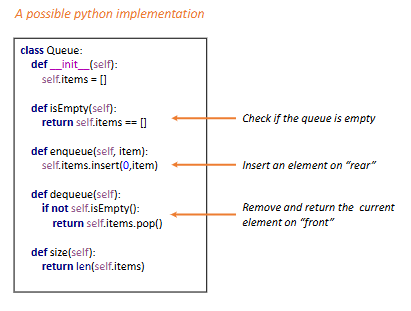 A possible python implementation
class Queue:
def __init__(self):
self.items = []
def isEmpty(self):
return self.items == []
Check if the queue is empty
def enqueue(self, item):
self.items.insert(0,item)
Insert an element on “rear”
def dequeue(self):
if not self.isEmpty():
return self.items.pop()
Remove and return the current
element on “front”
def size(self):
return len(self.items)